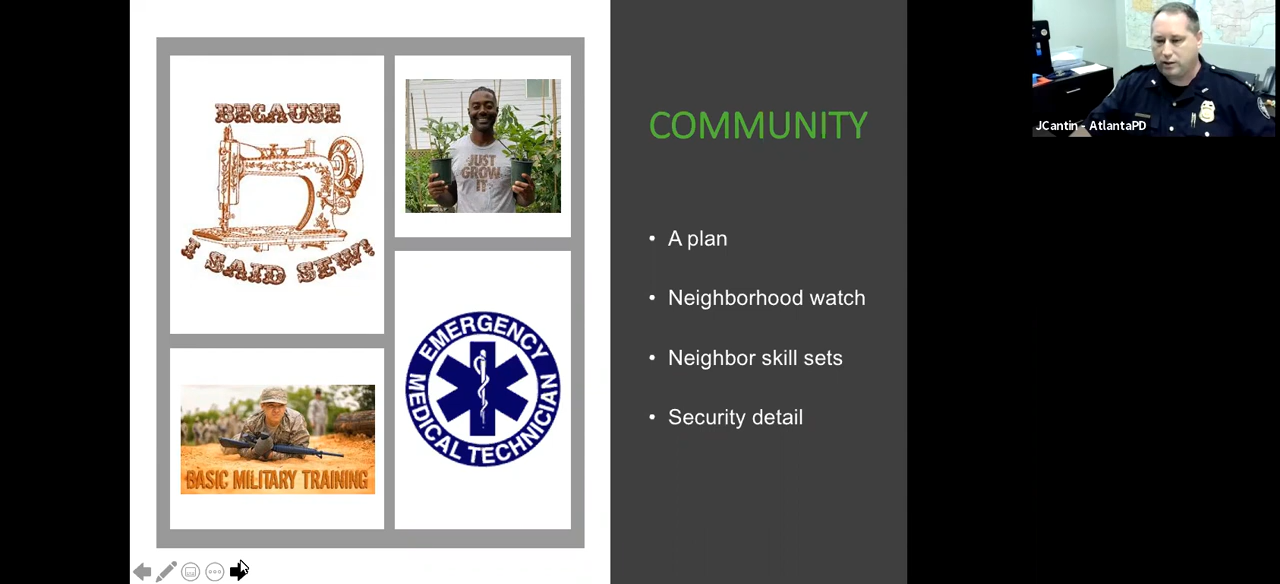 BECAUSE
I SAID SEW!
JUST
GROW
IT
BASIC MILITARY TRAINING
EMERGENCY
MEDICAL TECHNICIAN
COMMUNITY
• A plan
• Neighborhood watch
• Neighbor skill sets
• Security detail
JCantin - AtlantaPD